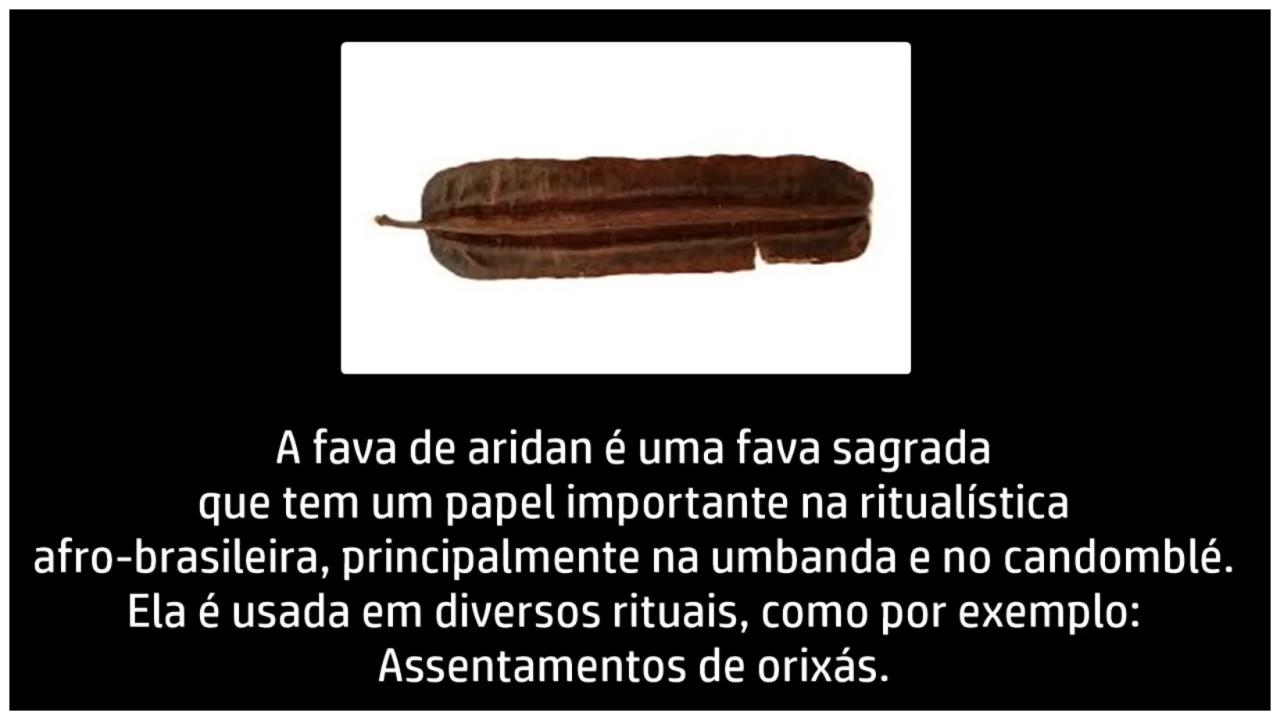 A fava de aridan é uma fava sagrada
que tem um papel importante na ritualística
afro-brasileira, principalmente na umbanda e no candomblé.
Ela é usada em diversos rituais, como por exemplo:
Assentamentos de orixás.